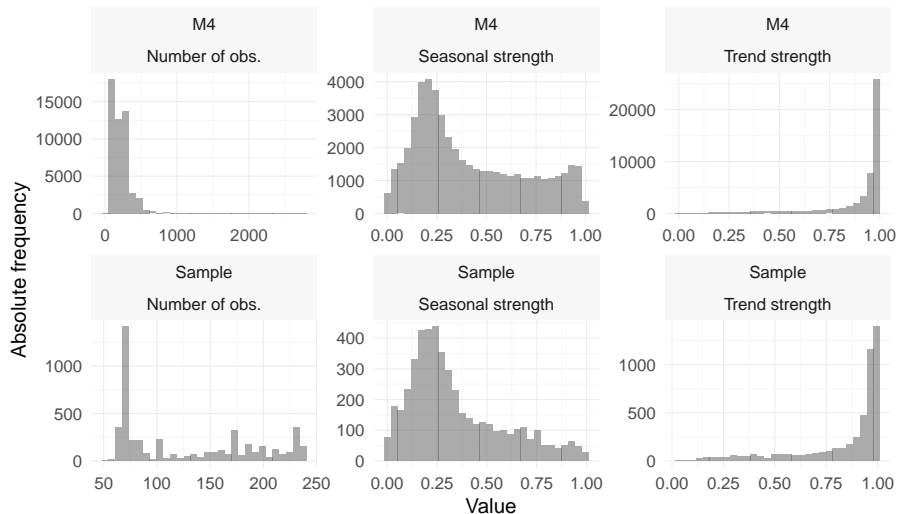 M4 M4 M4
Number of obs. Seasonal strength Trend strength
15000 10000 5000 0
4000 3000 2000 1000 0
20000 10000 0
0 1000 2000
0.00 0.25 0.50 0.75 1.00
0.00 0.25 0.50 0.75 1.00
Absolute frequency
Sample Sample Sample
Number of obs. Seasonal strength Trend strength
1000 500 0
400 300 200 100 0
1000 500 0
50 100 150 200 250
0.00 0.25 0.50 0.75 1.00
0.00 0.25 0.50 0.75 1.00
Value